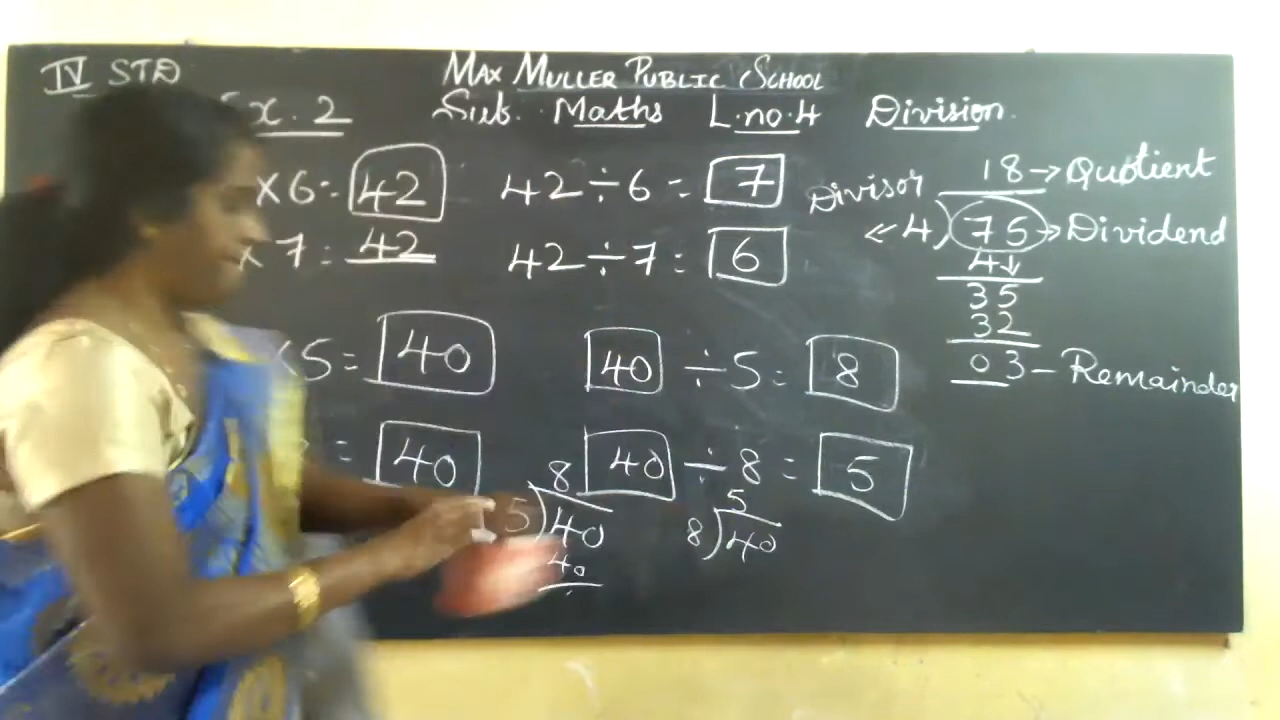 IV STD
MAX MULLER PUBLIC SCHOOL
Ex. 2
Sub. Maths L.no.4 Division.
×6= 42
42÷6= 7
× 7= 42
42÷7= 6
×5= 40
40 ÷5= 8
= 40
40 ÷8= 5
8
5)40
40
5
8)40
Divisor
18→Quotient
←4)75→Dividend
4↓
35
32
03–Remainder